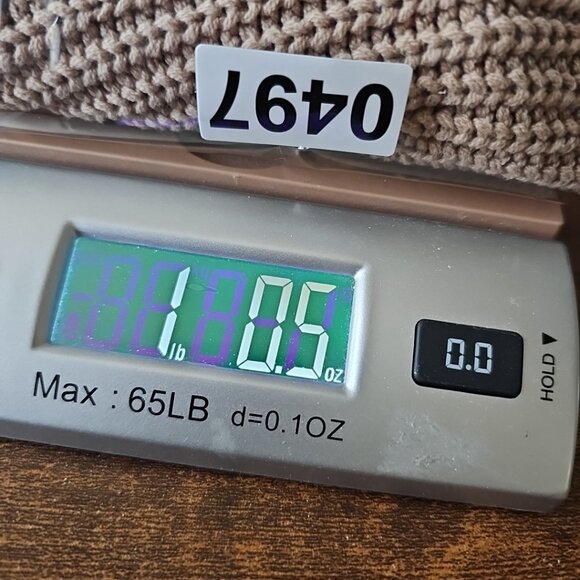 0497
1 lb 0.5 oz
0.0
HOLD ▼
Max : 65LB d=0.1OZ